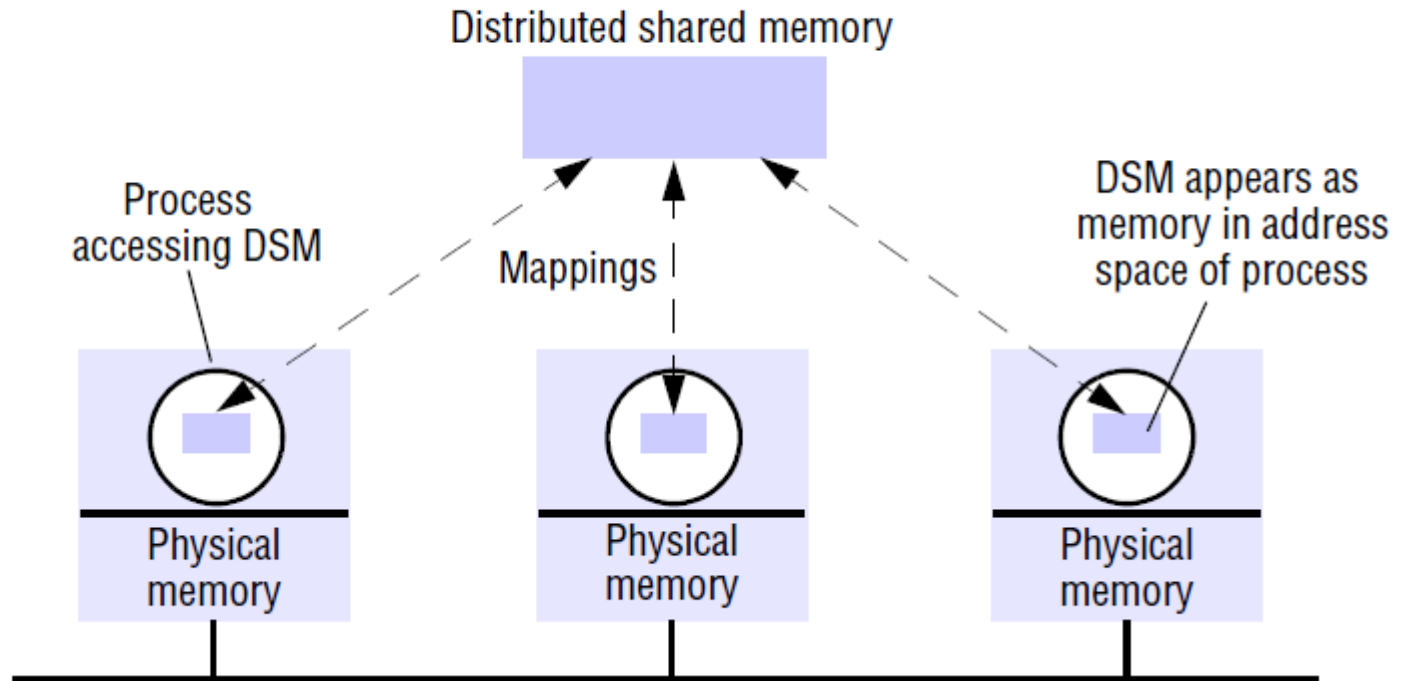 Distributed shared memory
Process
accessing DSM
Mappings
DSM appears as
memory in address
space of process
Physical
memory
Physical
memory
Physical
memory